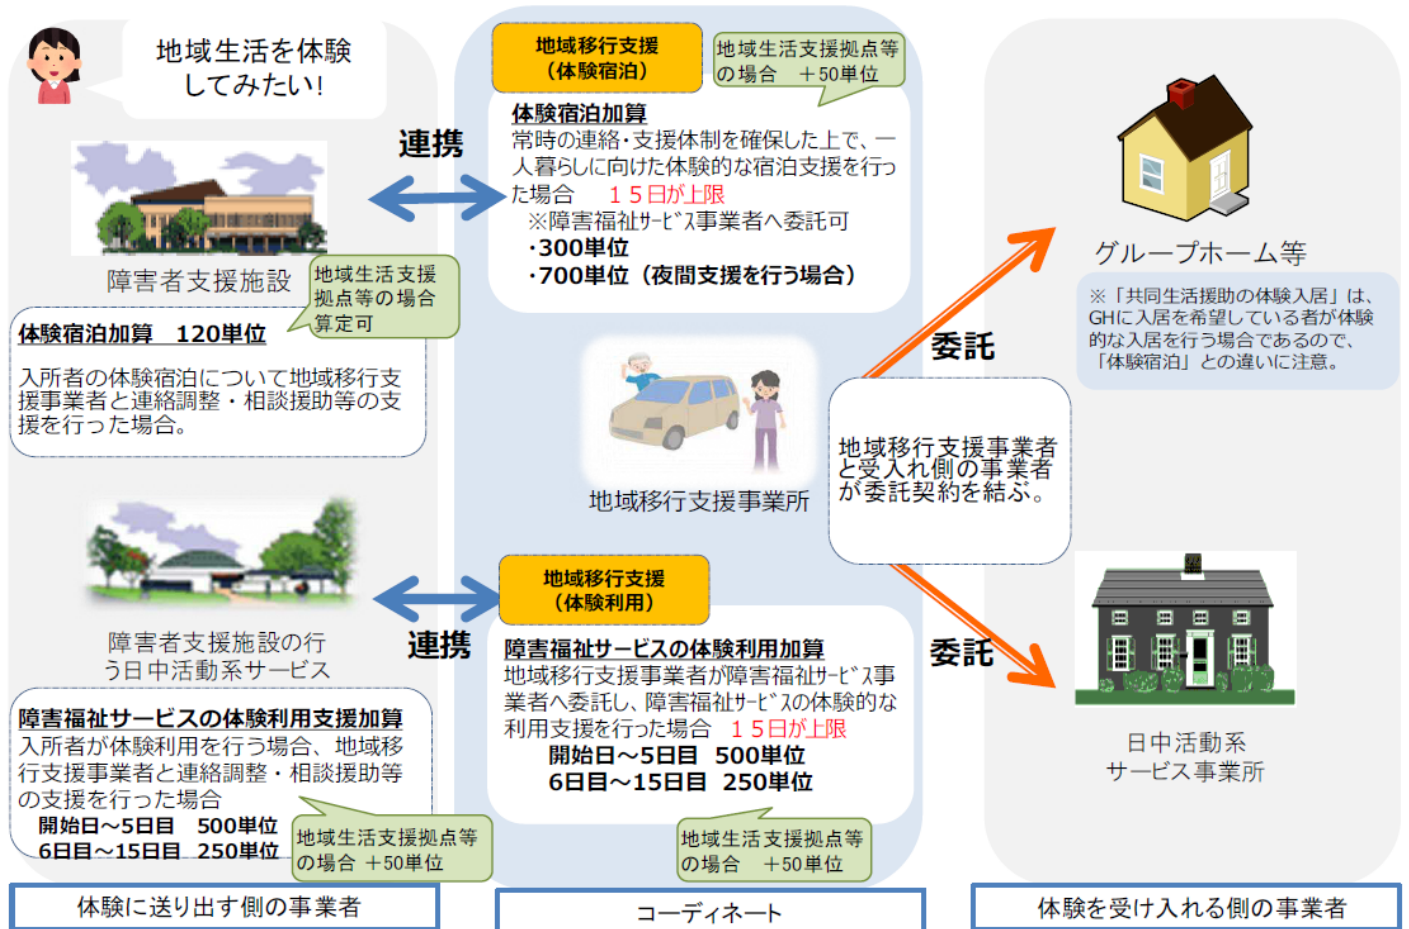 地域生活を体験
してみたい!
障害者支援施設
地域生活支援
拠点等の場合
算定可
体験宿泊加算　120単位
入所者の体験宿泊について地域移行支
援事業者と連絡調整・相談援助等の支
援を行った場合。
障害者支援施設の行
う日中活動系サービス
障害福祉サービスの体験利用支援加算
入所者が体験利用を行う場合、地域移
行支援事業者と連絡調整・相談援助等
の支援を行った場合
開始日～5日目　500単位
6日目～15日目　250単位
地域生活支援拠点等
の場合 ＋50単位
体験に送り出す側の事業者
連携
連携
地域移行支援
（体験宿泊）
地域生活支援拠点等
の場合　＋50単位
体験宿泊加算
常時の連絡・支援体制を確保した上で、一
人暮らしに向けた体験的な宿泊支援を行っ
た場合　　１５日が上限
※障害福祉ｻｰﾋﾞｽ事業者へ委託可
・300単位
・700単位（夜間支援を行う場合）
地域移行支援事業所
地域移行支援
（体験利用）
障害福祉サービスの体験利用加算
地域移行支援事業者が障害福祉ｻｰﾋﾞｽ事
業者へ委託し、障害福祉ｻｰﾋﾞｽの体験的な
利用支援を行った場合　１５日が上限
開始日～5日目　500単位
6日目～15日目　250単位
地域生活支援拠点等
の場合　＋50単位
コーディネート
委託
地域移行支援事業者
と受入れ側の事業者
が委託契約を結ぶ。
委託
グループホーム等
※「共同生活援助の体験入居」は、
GHに入居を希望している者が体験
的な入居を行う場合であるので、
「体験宿泊」との違いに注意。
日中活動系
サービス事業所
体験を受け入れる側の事業者